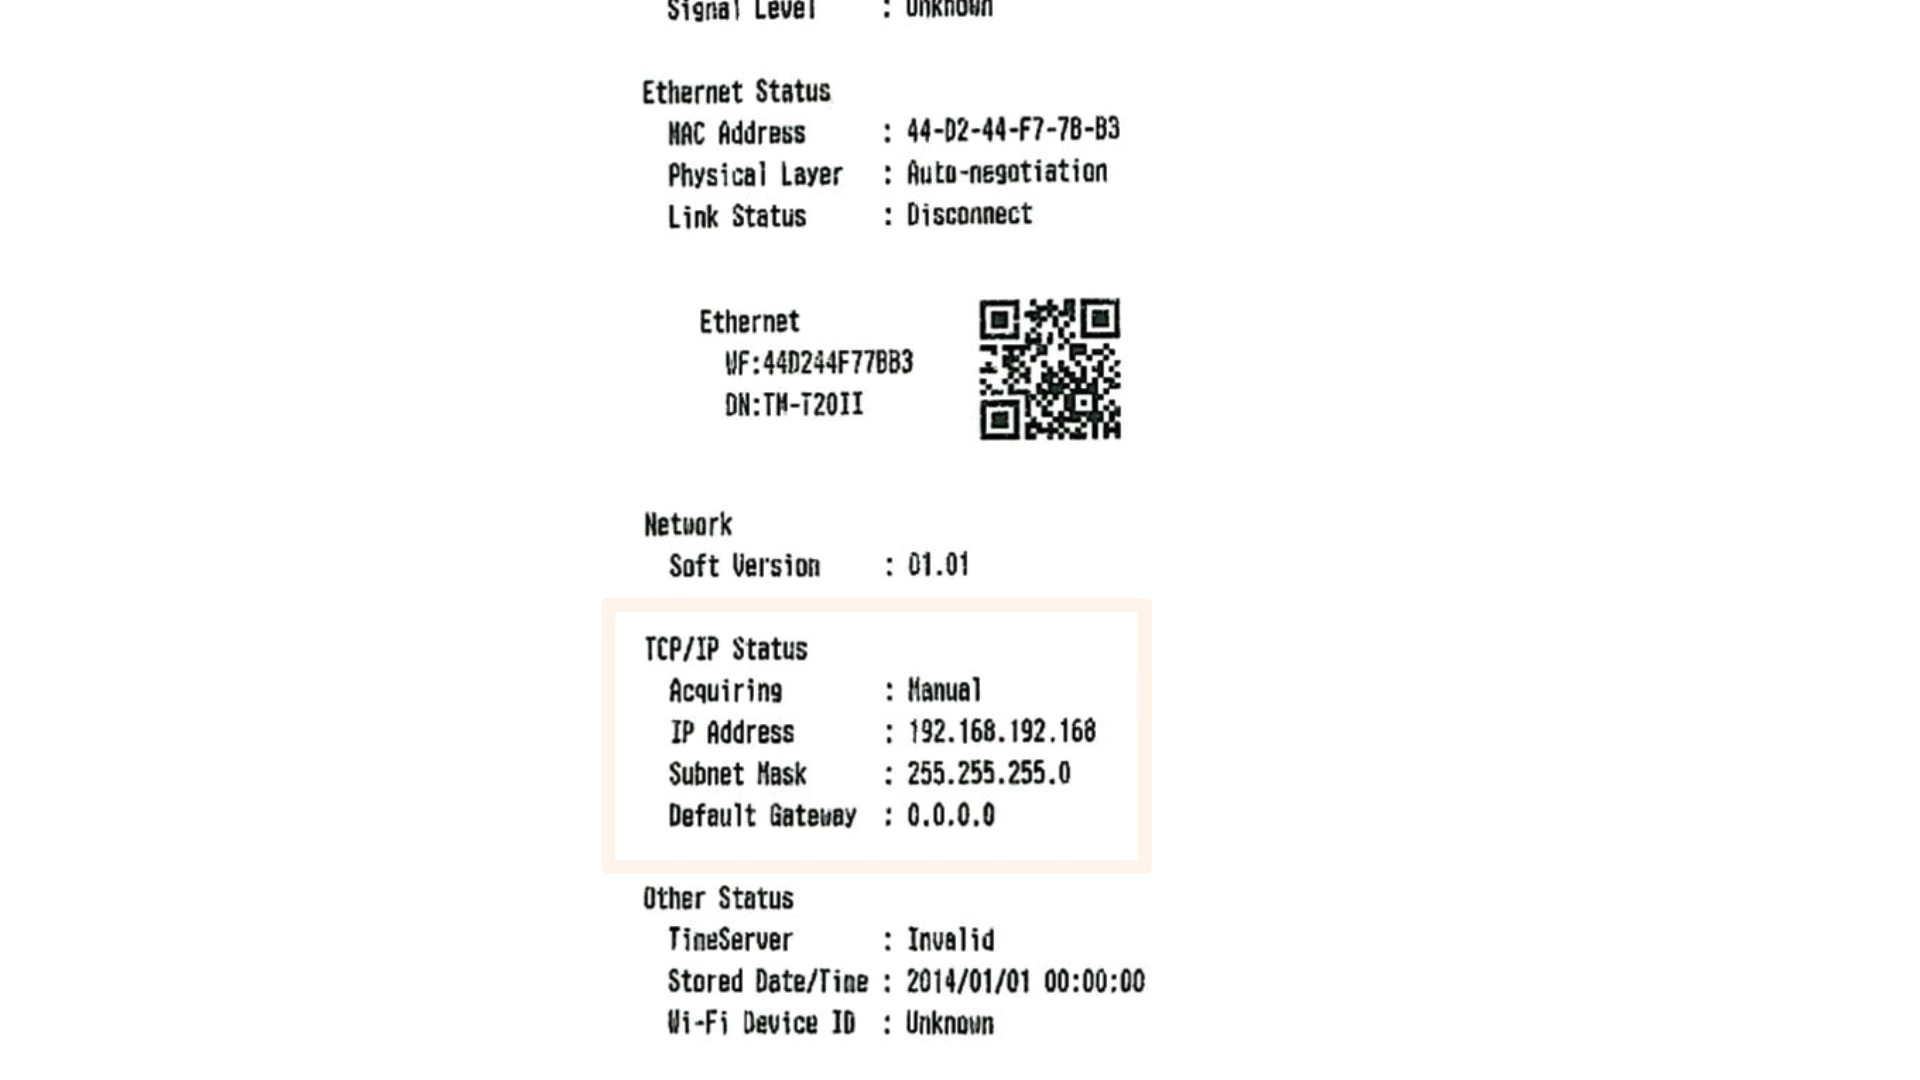 Signal Level : Unknown
Ethernet Status
MAC Address : 44-D2-44-F7-7B-B3
Physical Layer : Auto-negotiation
Link Status : Disconnect
Ethernet
WF:44D244F77BB3
DN:TM-T20II
Network
Soft Version : 01.01
TCP/IP Status
Acquiring : Manual
IP Address : 192.168.192.168
Subnet Mask : 255.255.255.0
Default Gateway : 0.0.0.0
Other Status
TimeServer : Invalid
Stored Date/Time : 2014/01/01 00:00:00
Wi-Fi Device ID : Unknown